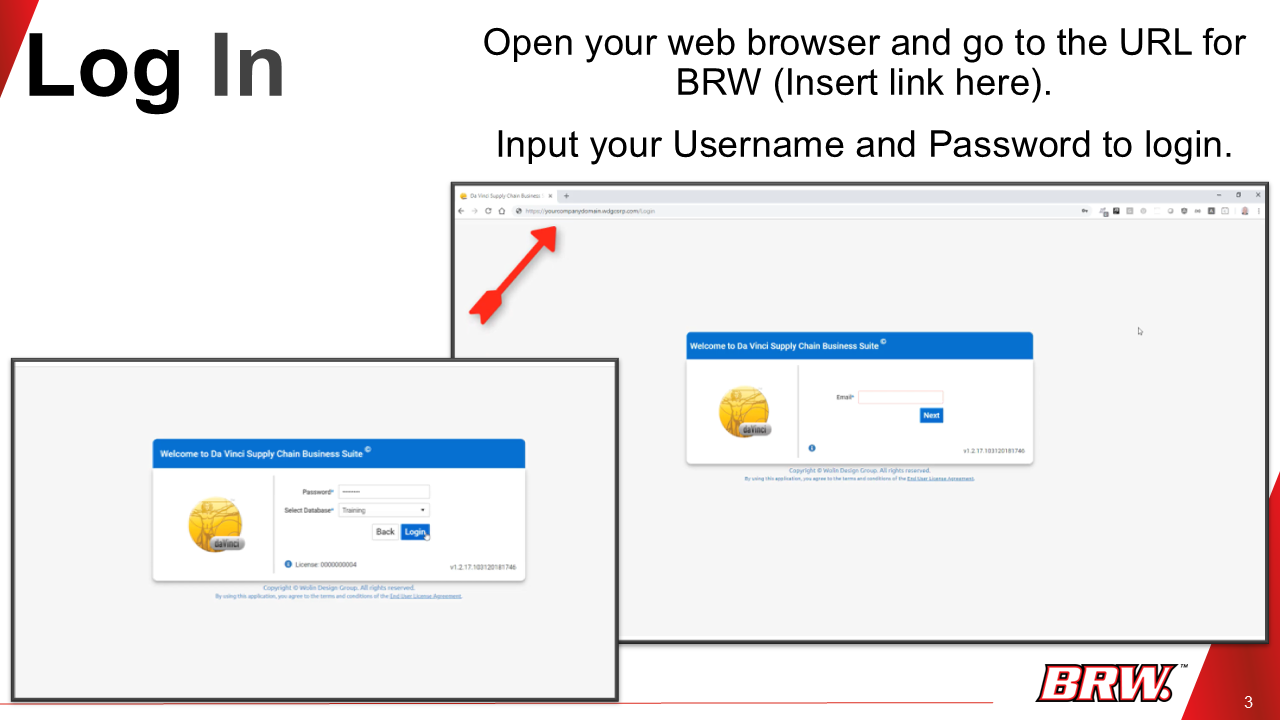 Log In
Open your web browser and go to the URL for
BRW (Insert link here).
Input your Username and Password to login.
Da Vinci Supply Chain Business
https://yourcompanydomain.wdgcorp.com/Login
Welcome to Da Vinci Supply Chain Business Suite ©
Email*
Next
daVinci
v1.2.17.103120181746
Copyright © Wolin Design Group. All rights reserved.
By using this application, you agree to the terms and conditions of the End User License Agreement.
Welcome to Da Vinci Supply Chain Business Suite ©
Password*
Select Database* Training
Back Login
daVinci
License: 0000000004
v1.2.17.103120181746
Copyright © Wolin Design Group. All rights reserved.
By using this application, you agree to the terms and conditions of the End User License Agreement.
BRW. ™
3